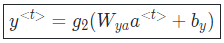 y^{<t>} = g_2(W_{ya}a^{<t>} + b_y)